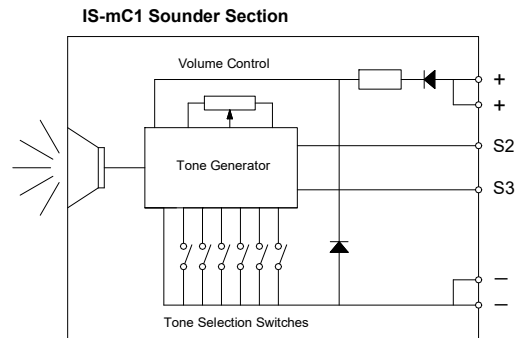 IS-mC1 Sounder Section
Volume Control
+
+
S2
Tone Generator
S3
−
−
Tone Selection Switches